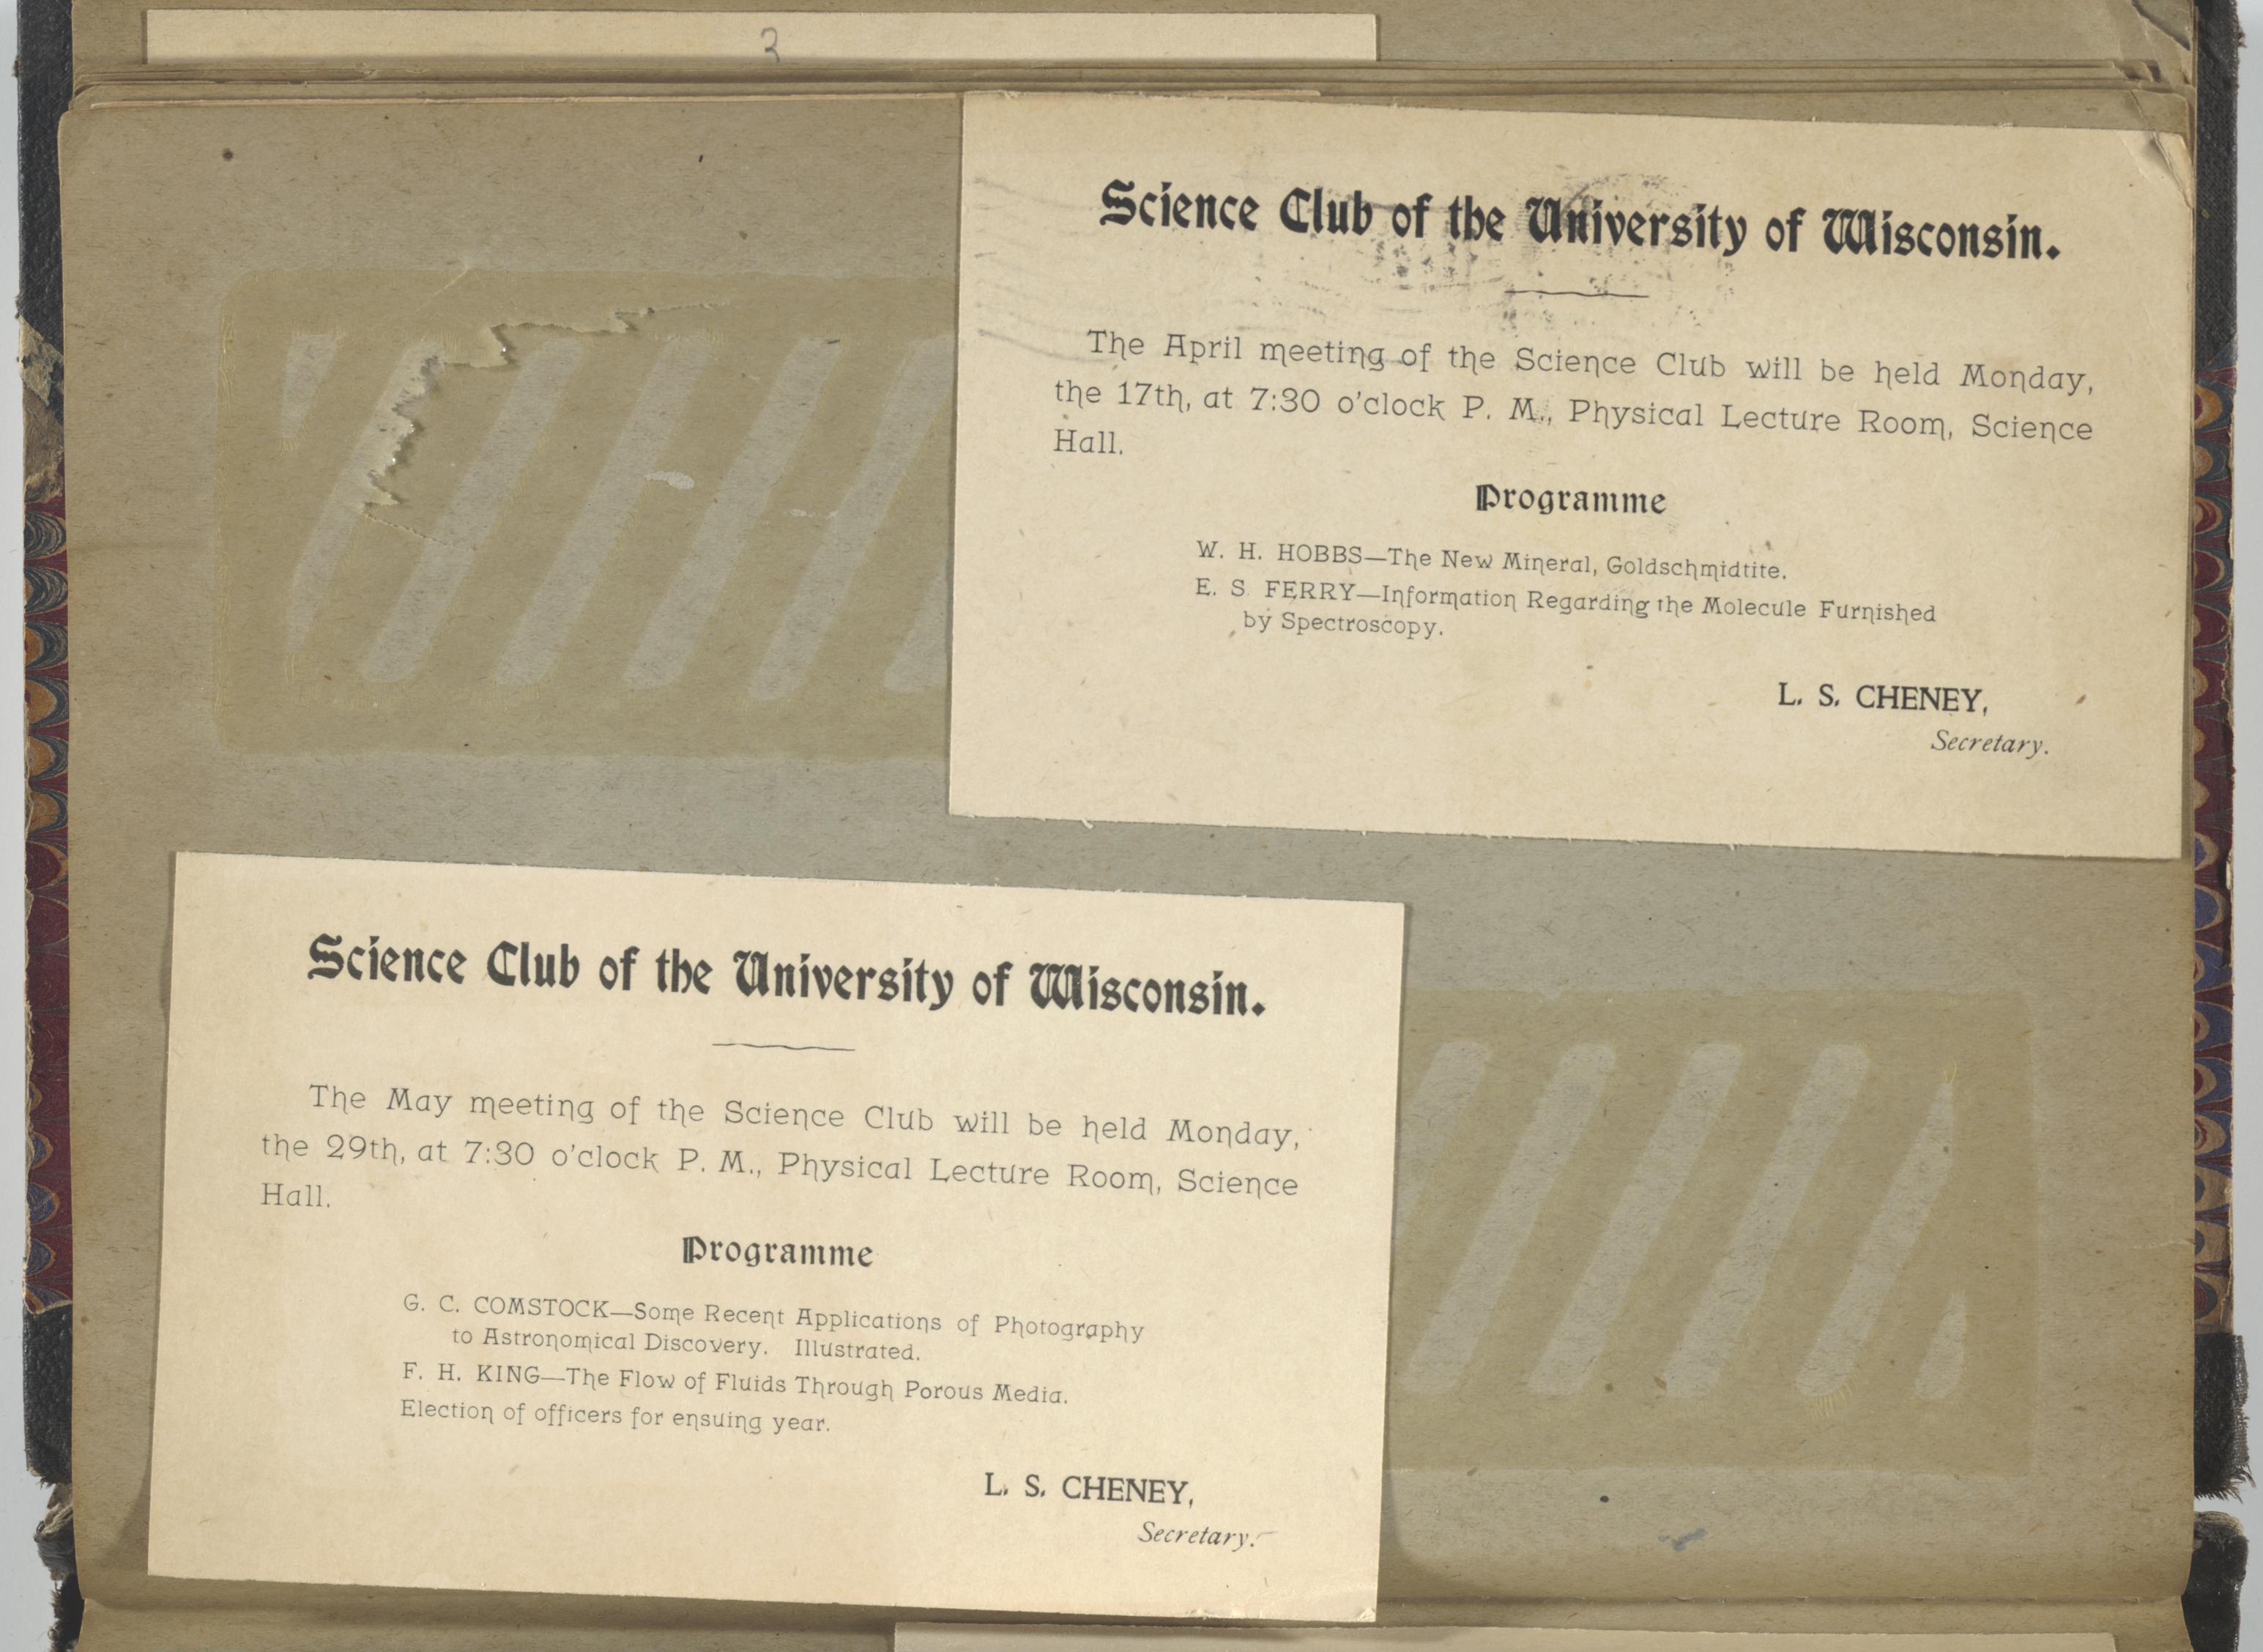 3
Science Club of the University of Wisconsin.
The April meeting of the Science Club will be held Monday,
the 17th, at 7:30 o'clock P. M., Physical Lecture Room, Science
Hall.
Programme
W. H. HOBBS—The New Mineral, Goldschmidtite.
E. S. FERRY—Information Regarding the Molecule Furnished
by Spectroscopy.
L. S. CHENEY,
Secretary.
Science Club of the University of Wisconsin.
The May meeting of the Science Club will be held Monday,
the 29th, at 7:30 o'clock P. M., Physical Lecture Room, Science
Hall.
Programme
G. C. COMSTOCK—Some Recent Applications of Photography
to Astronomical Discovery. Illustrated.
F. H. KING—The Flow of Fluids Through Porous Media.
Election of officers for ensuing year.
L. S. CHENEY,
Secretary.